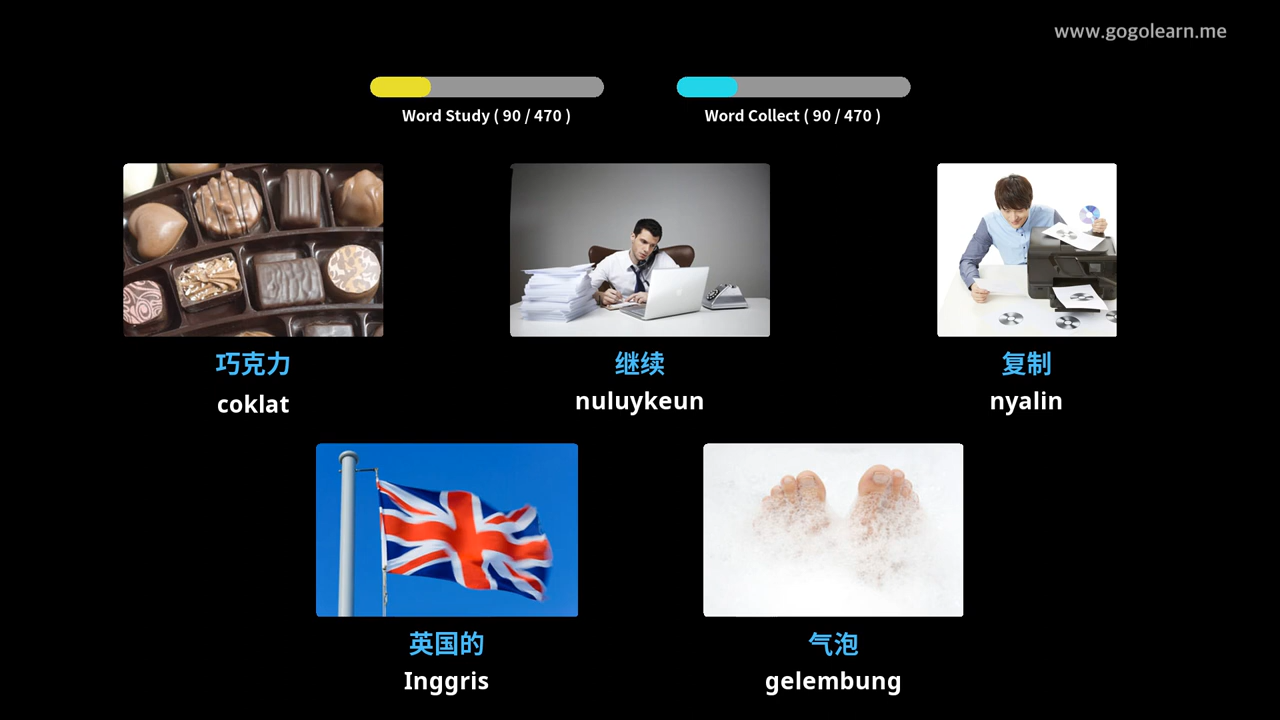 www.gogolearn.me
Word Study ( 90 / 470 )
Word Collect ( 90 / 470 )
巧克力
coklat
继续
nuluykeun
复制
nyalin
英国的
Inggris
气泡
gelembung